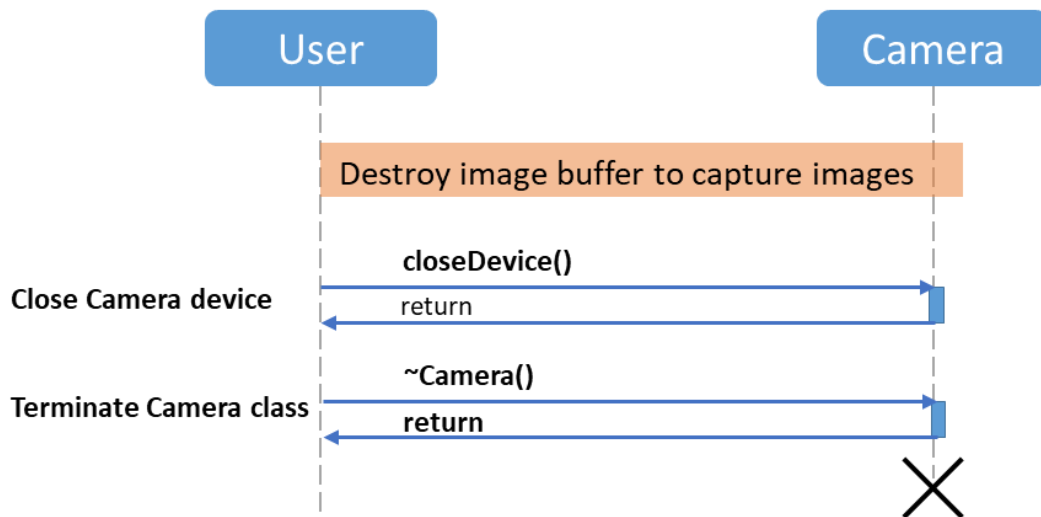 User
Camera
Destroy image buffer to capture images
closeDevice()
Close Camera device
return
~Camera()
Terminate Camera class
return